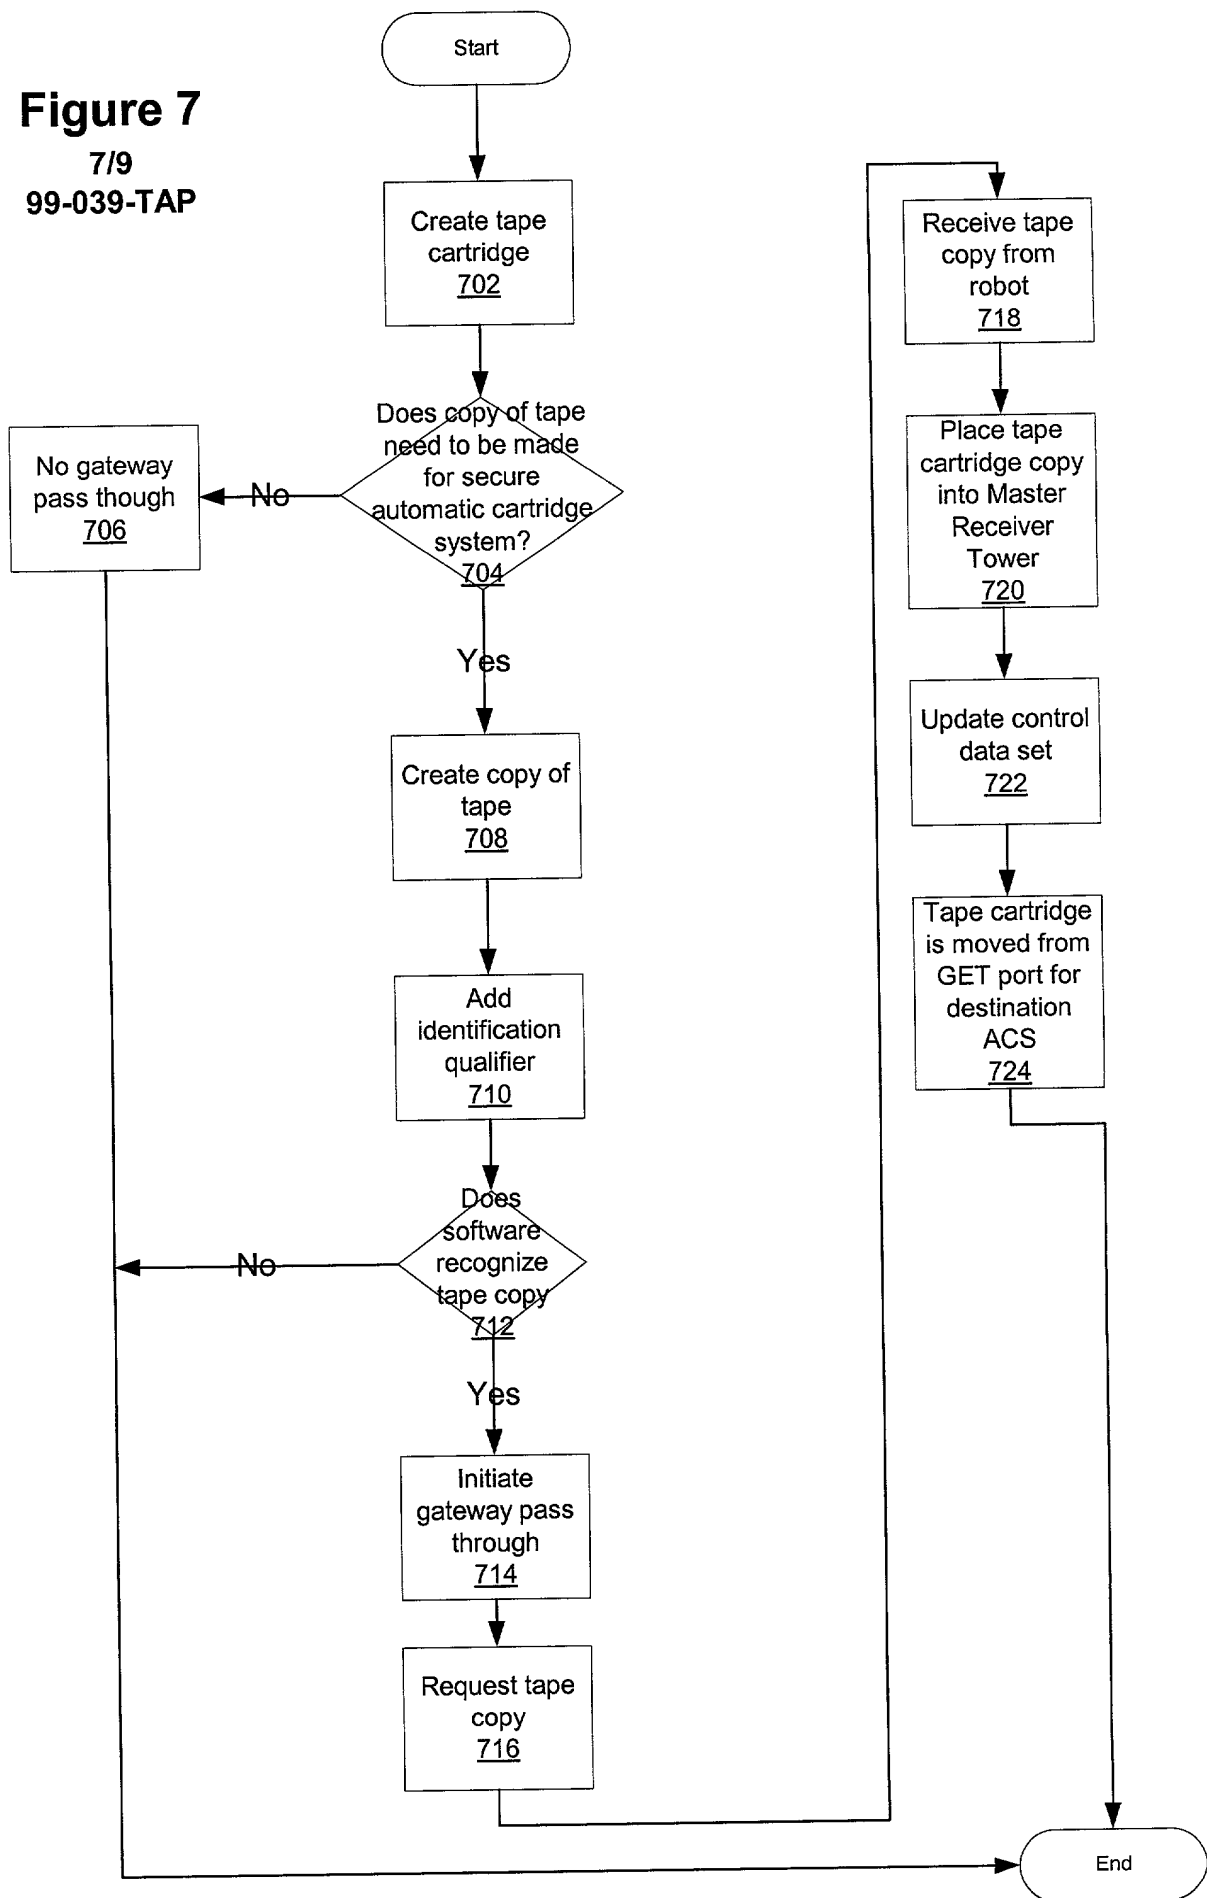 Start
Figure 7
7/9
99-039-TAP
Create tape
cartridge
702
Does copy of tape
need to be made
for secure
automatic cartridge
system?
704
No
No gateway
pass though
706
Yes
Create copy of
tape
708
Add
identification
qualifier
710
Does
software
recognize
tape copy
712
No
Yes
Initiate
gateway pass
through
714
Request tape
copy
716
Receive tape
copy from
robot
718
Place tape
cartridge copy
into Master
Receiver
Tower
720
Update control
data set
722
Tape cartridge
is moved from
GET port for
destination
ACS
724
End